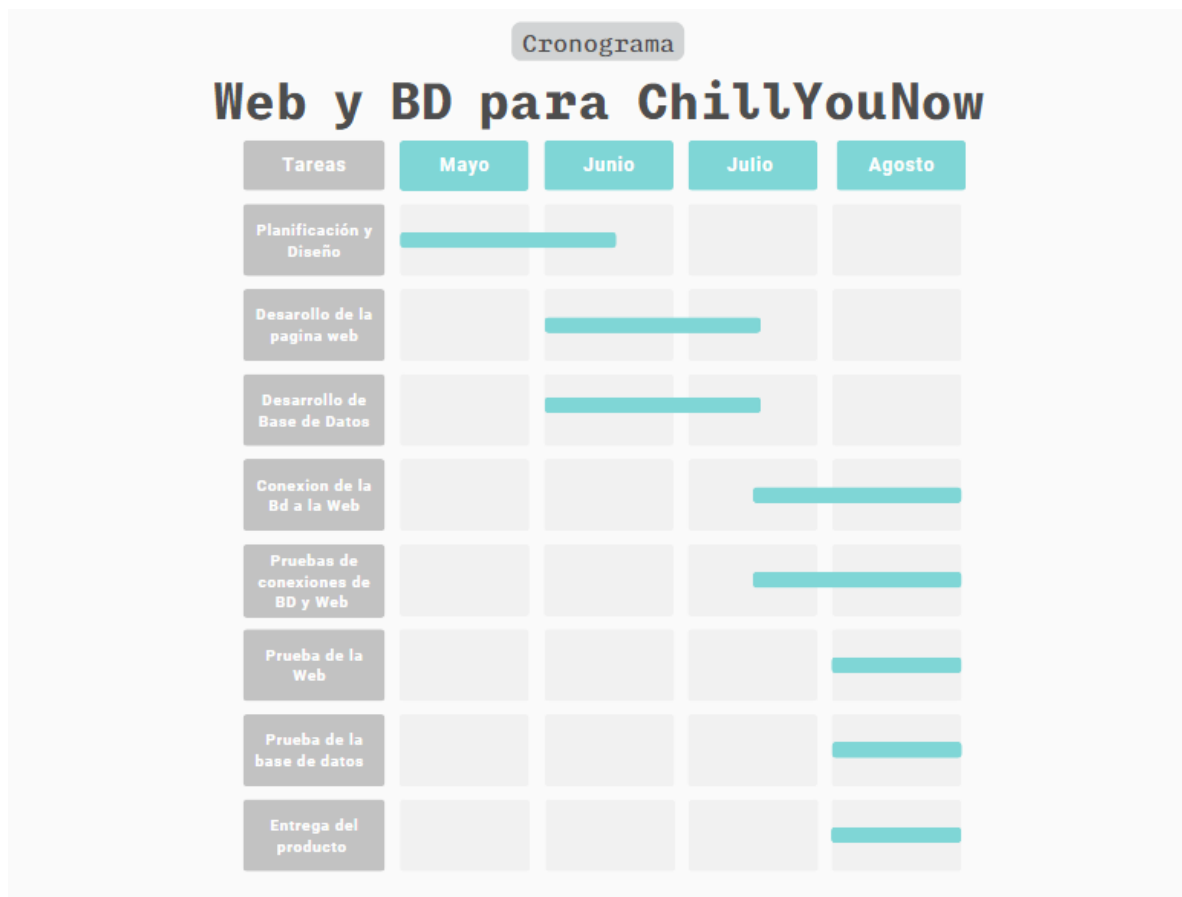 Cronograma
Web y BD para ChillYouNow
Tareas Mayo Junio Julio Agosto
Planificación y
Diseño
Desarollo de la
pagina web
Desarrollo de
Base de Datos
Conexion de la
Bd a la Web
Pruebas de
conexiones de
BD y Web
Prueba de la
Web
Prueba de la
base de datos
Entrega del
producto